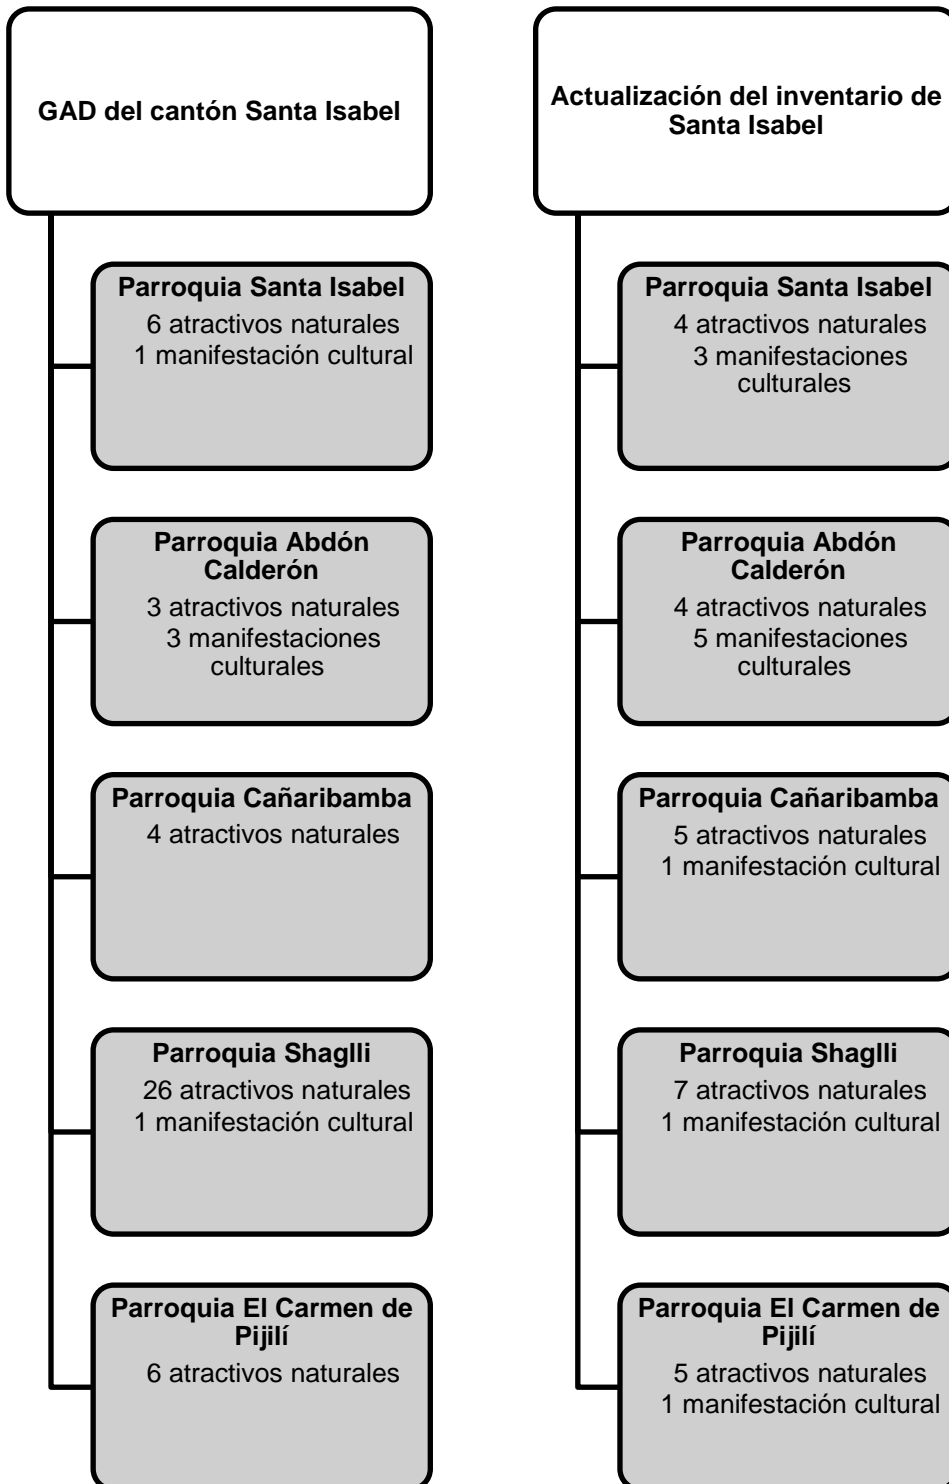 GAD del cantón Santa Isabel
Parroquia Santa Isabel
6 atractivos naturales
1 manifestación cultural
Parroquia Abdón
Calderón
3 atractivos naturales
3 manifestaciones
culturales
Parroquia Cañaribamba
4 atractivos naturales
Parroquia Shaglli
26 atractivos naturales
1 manifestación cultural
Parroquia El Carmen de
Pijilí
6 atractivos naturales
Actualización del inventario de
Santa Isabel
Parroquia Santa Isabel
4 atractivos naturales
3 manifestaciones
culturales
Parroquia Abdón
Calderón
4 atractivos naturales
5 manifestaciones
culturales
Parroquia Cañaribamba
5 atractivos naturales
1 manifestación cultural
Parroquia Shaglli
7 atractivos naturales
1 manifestación cultural
Parroquia El Carmen de
Pijilí
5 atractivos naturales
1 manifestación cultural